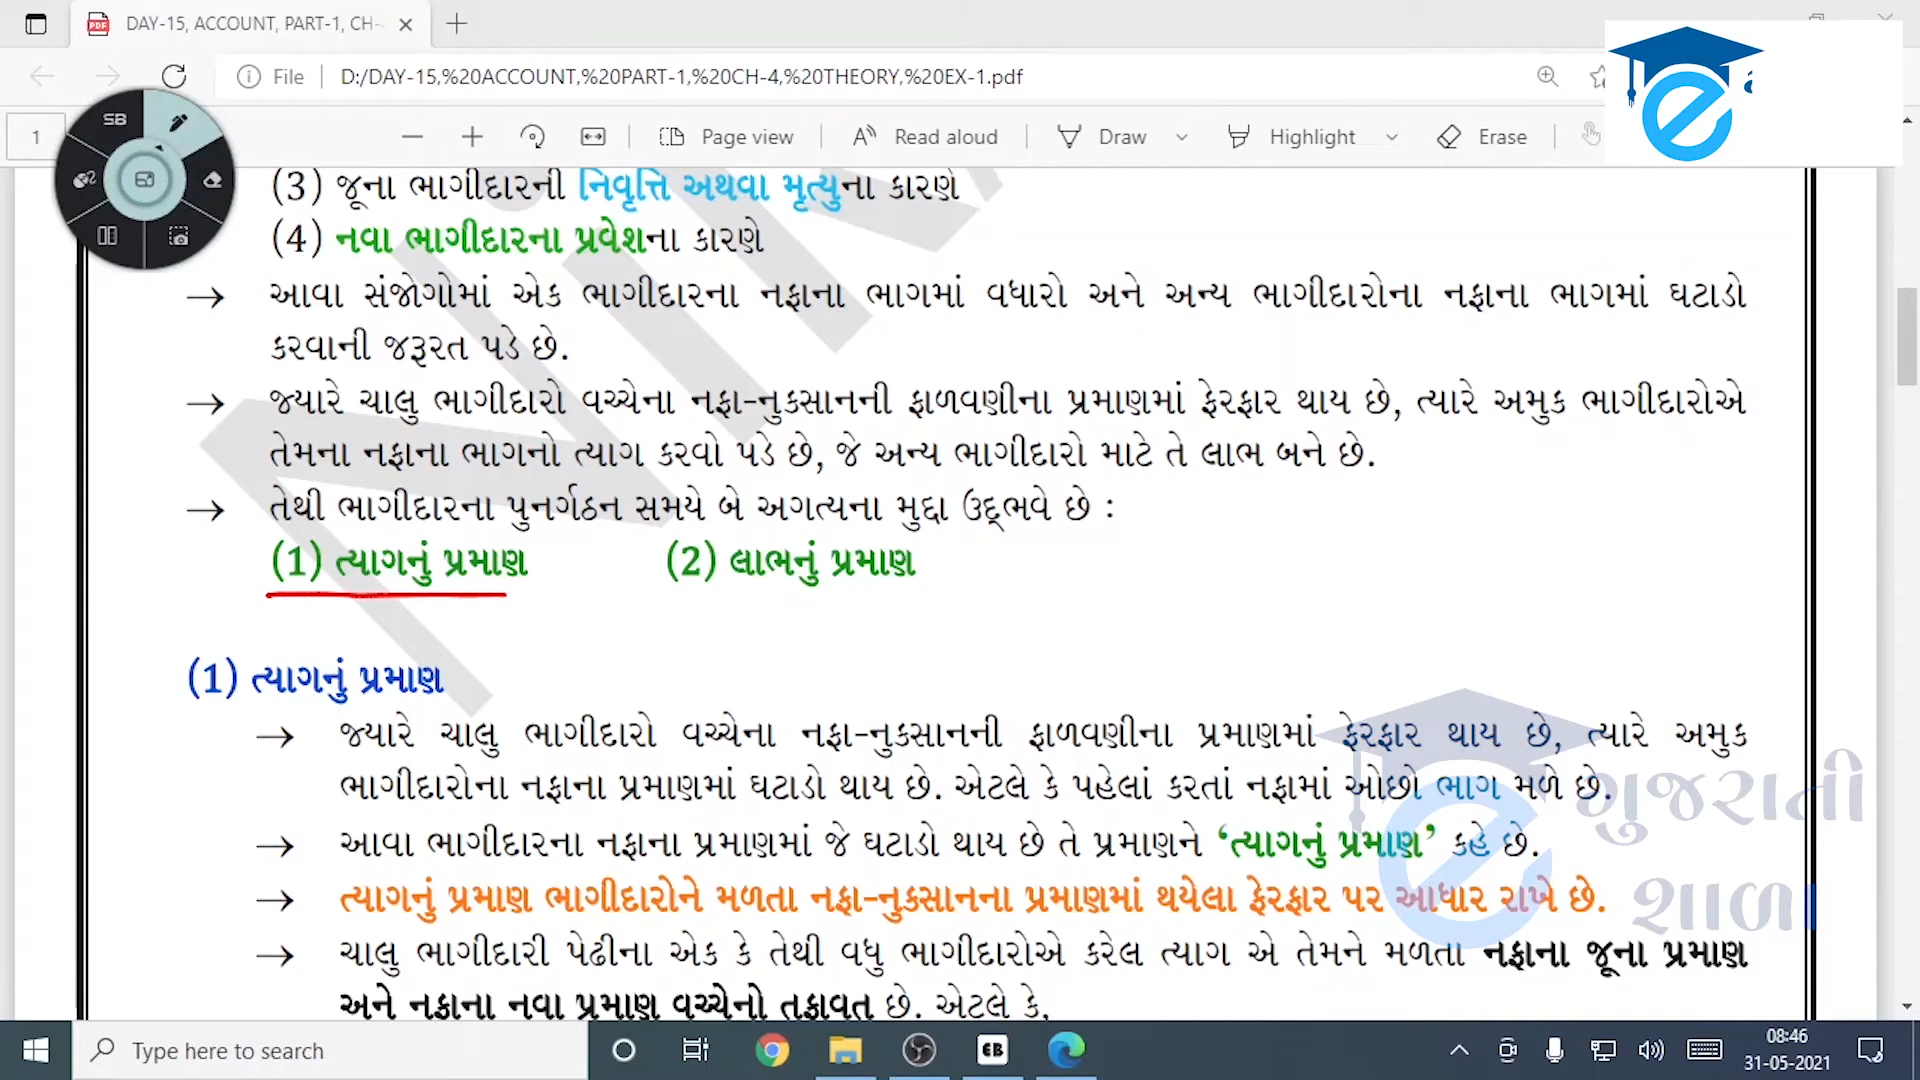 DAY-15, ACCOUNT, PART-1, CH-
File
D:/DAY-15,%20ACCOUNT,%20PART-1,%20CH-4,%20THEORY,%20EX-1.pdf
SB
1
Page view
Read aloud
Draw
Highlight
Erase
(3) જૂના ભાગીદારની નિવૃત્તિ અથવા મૃત્યુના કારણે
(4) નવા ભાગીદારના પ્રવેશના કારણે
→ આવા સંજોગોમાં એક ભાગીદારના નફાના ભાગમાં વધારો અને અન્ય ભાગીદારોના નફાના ભાગમાં ઘટાડો
કરવાની જરૂરત પડે છે.
→ જ્યારે ચાલુ ભાગીદારો વચ્ચેના નફા-નુકસાનની ફાળવણીના પ્રમાણમાં ફેરફાર થાય છે, ત્યારે અમુક ભાગીદારોએ
તેમના નફાના ભાગનો ત્યાગ કરવો પડે છે, જે અન્ય ભાગીદારો માટે તે લાભ બને છે.
→ તેથી ભાગીદારના પુનર્ગઠન સમયે બે અગત્યના મુદ્દા ઉદ્‌ભવે છે :
(1) ત્યાગનું પ્રમાણ (2) લાભનું પ્રમાણ
(1) ત્યાગનું પ્રમાણ
→ જ્યારે ચાલુ ભાગીદારો વચ્ચેના નફા-નુકસાનની ફાળવણીના પ્રમાણમાં ફેરફાર થાય છે, ત્યારે અમુક
ભાગીદારોના નફાના પ્રમાણમાં ઘટાડો થાય છે. એટલે કે પહેલાં કરતાં નફામાં ઓછો ભાગ મળે છે.
→ આવા ભાગીદારના નફાના પ્રમાણમાં જે ઘટાડો થાય છે તે પ્રમાણને ‘ત્યાગનું પ્રમાણ’ કહે છે.
→ ત્યાગનું પ્રમાણ ભાગીદારોને મળતા નફા-નુકસાનના પ્રમાણમાં થયેલા ફેરફાર પર આધાર રાખે છે.
→ ચાલુ ભાગીદારી પેઢીના એક કે તેથી વધુ ભાગીદારોએ કરેલ ત્યાગ એ તેમને મળતા નફાના જૂના પ્રમાણ
અને નફાના નવા પ્રમાણ વચ્ચેનો તફાવત છે. એટલે કે,
ગુજરાતી
શાળા
Type here to search
08:46
31-05-2021